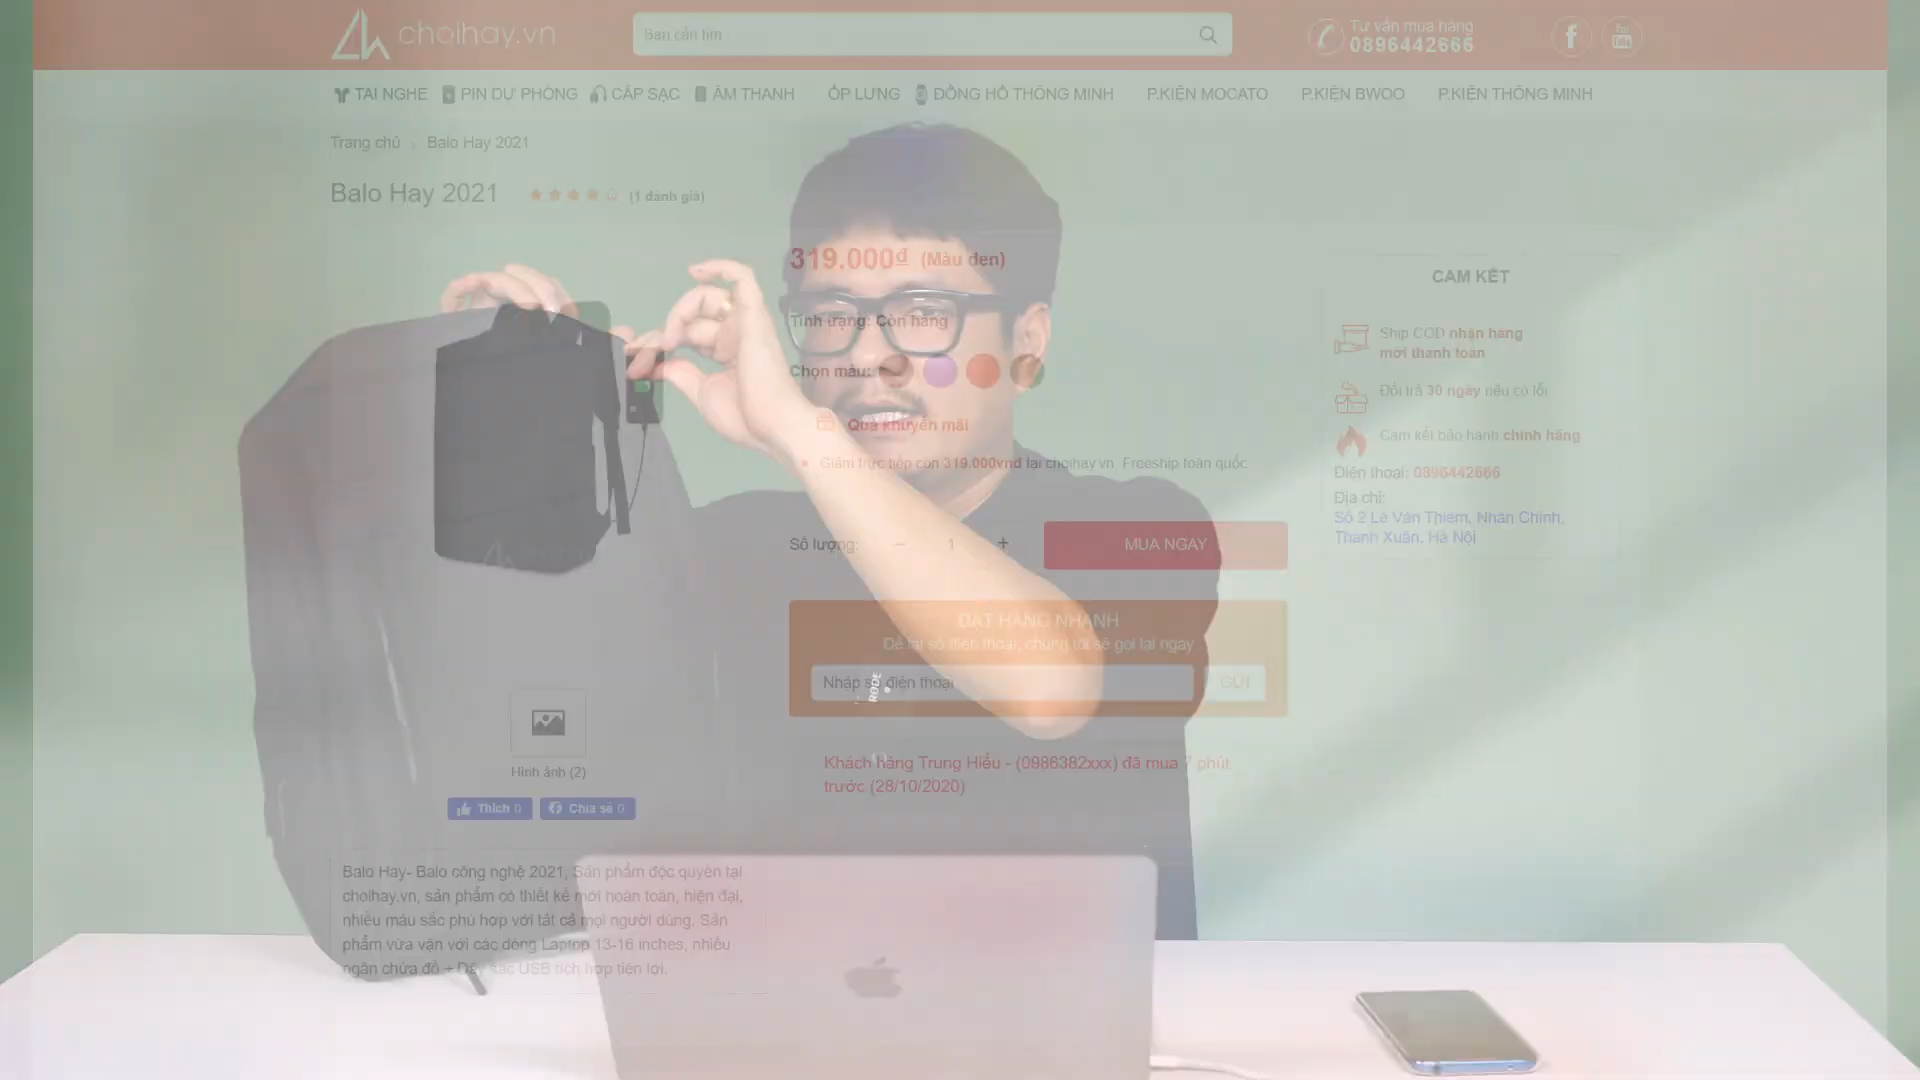 choihay.vn
Bạn cần tìm
Tư vấn mua hàng
0896442666
You
Tube
TAI NGHE
PIN DỰ PHÒNG
CÁP SẠC
ÂM THANH
ỐP LƯNG
ĐỒNG HỒ THÔNG MINH
P.KIỆN MOCATO
P.KIỆN BWOO
P.KIỆN THÔNG MINH
Trang chủ
Balo Hay 2021
Balo Hay 2021
(1 đánh giá)
319.000₫ (Màu đen)
Tình trạng: Còn hàng
Chọn màu:
Quà khuyến mãi
Giảm trực tiếp còn 319.000vnd tại choihay.vn. Freeship toàn quốc
Số lượng:
1
MUA NGAY
ĐẶT HÀNG NHANH
Để lại số điện thoại, chúng tôi sẽ gọi lại ngay
Nhập số điện thoại
GỬI
RODE
Khách hàng Trung Hiếu - (0986382xxx) đã mua 7 phút
trước (28/10/2020)
CAM KẾT
Ship COD nhận hàng
mới thanh toán
Đổi trả 30 ngày nếu có lỗi
Cam kết bảo hành chính hãng
Điện thoại: 0896442666
Địa chỉ:
Số 2 Lê Văn Thiêm, Nhân Chính,
Thanh Xuân, Hà Nội
Hình ảnh (2)
Thích 0
Chia sẻ 0
Balo Hay- Balo công nghệ 2021, Sản phẩm độc quyền tại
choihay.vn, sản phẩm có thiết kế mới hoàn toàn, hiện đại,
nhiều màu sắc phù hợp với tất cả mọi người dùng. Sản
phẩm vừa vặn với các dòng Laptop 13-16 inches, nhiều
ngăn chứa đồ + Dây sạc USB tích hợp tiện lợi.